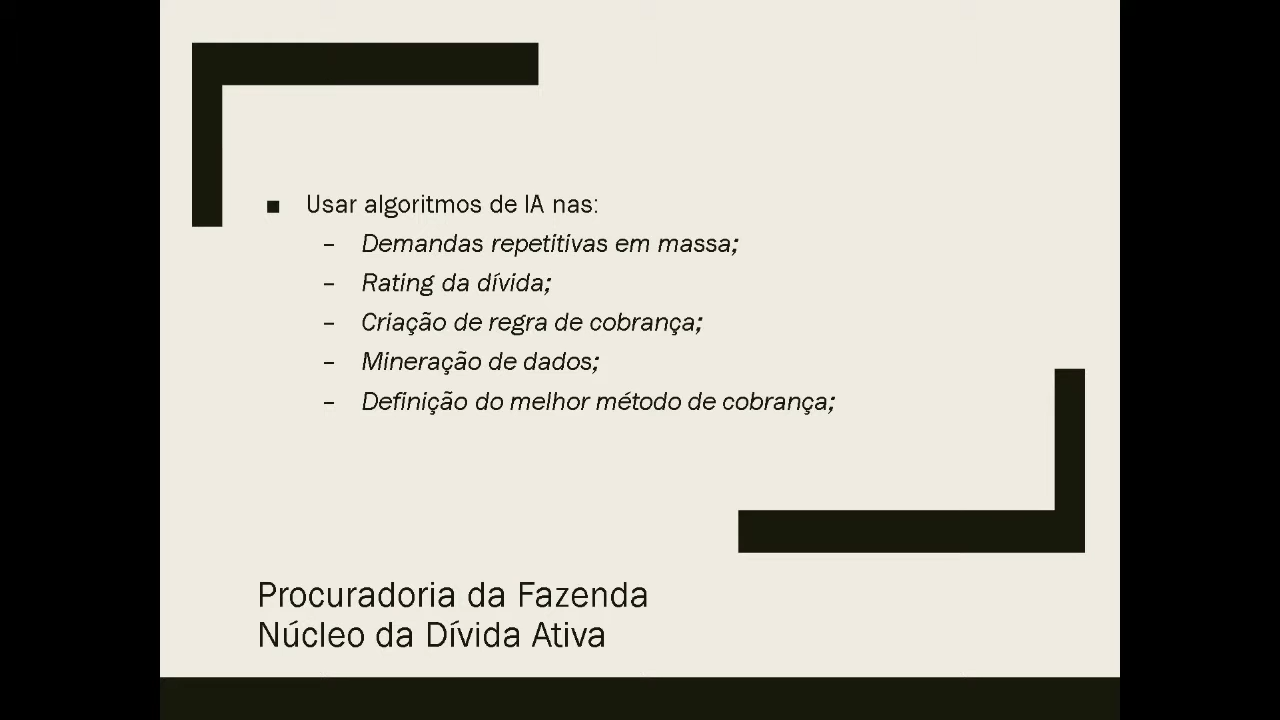 ■ Usar algoritmos de IA nas:
– Demandas repetitivas em massa;
– Rating da dívida;
– Criação de regra de cobrança;
– Mineração de dados;
– Definição do melhor método de cobrança;
Procuradoria da Fazenda
Núcleo da Dívida Ativa